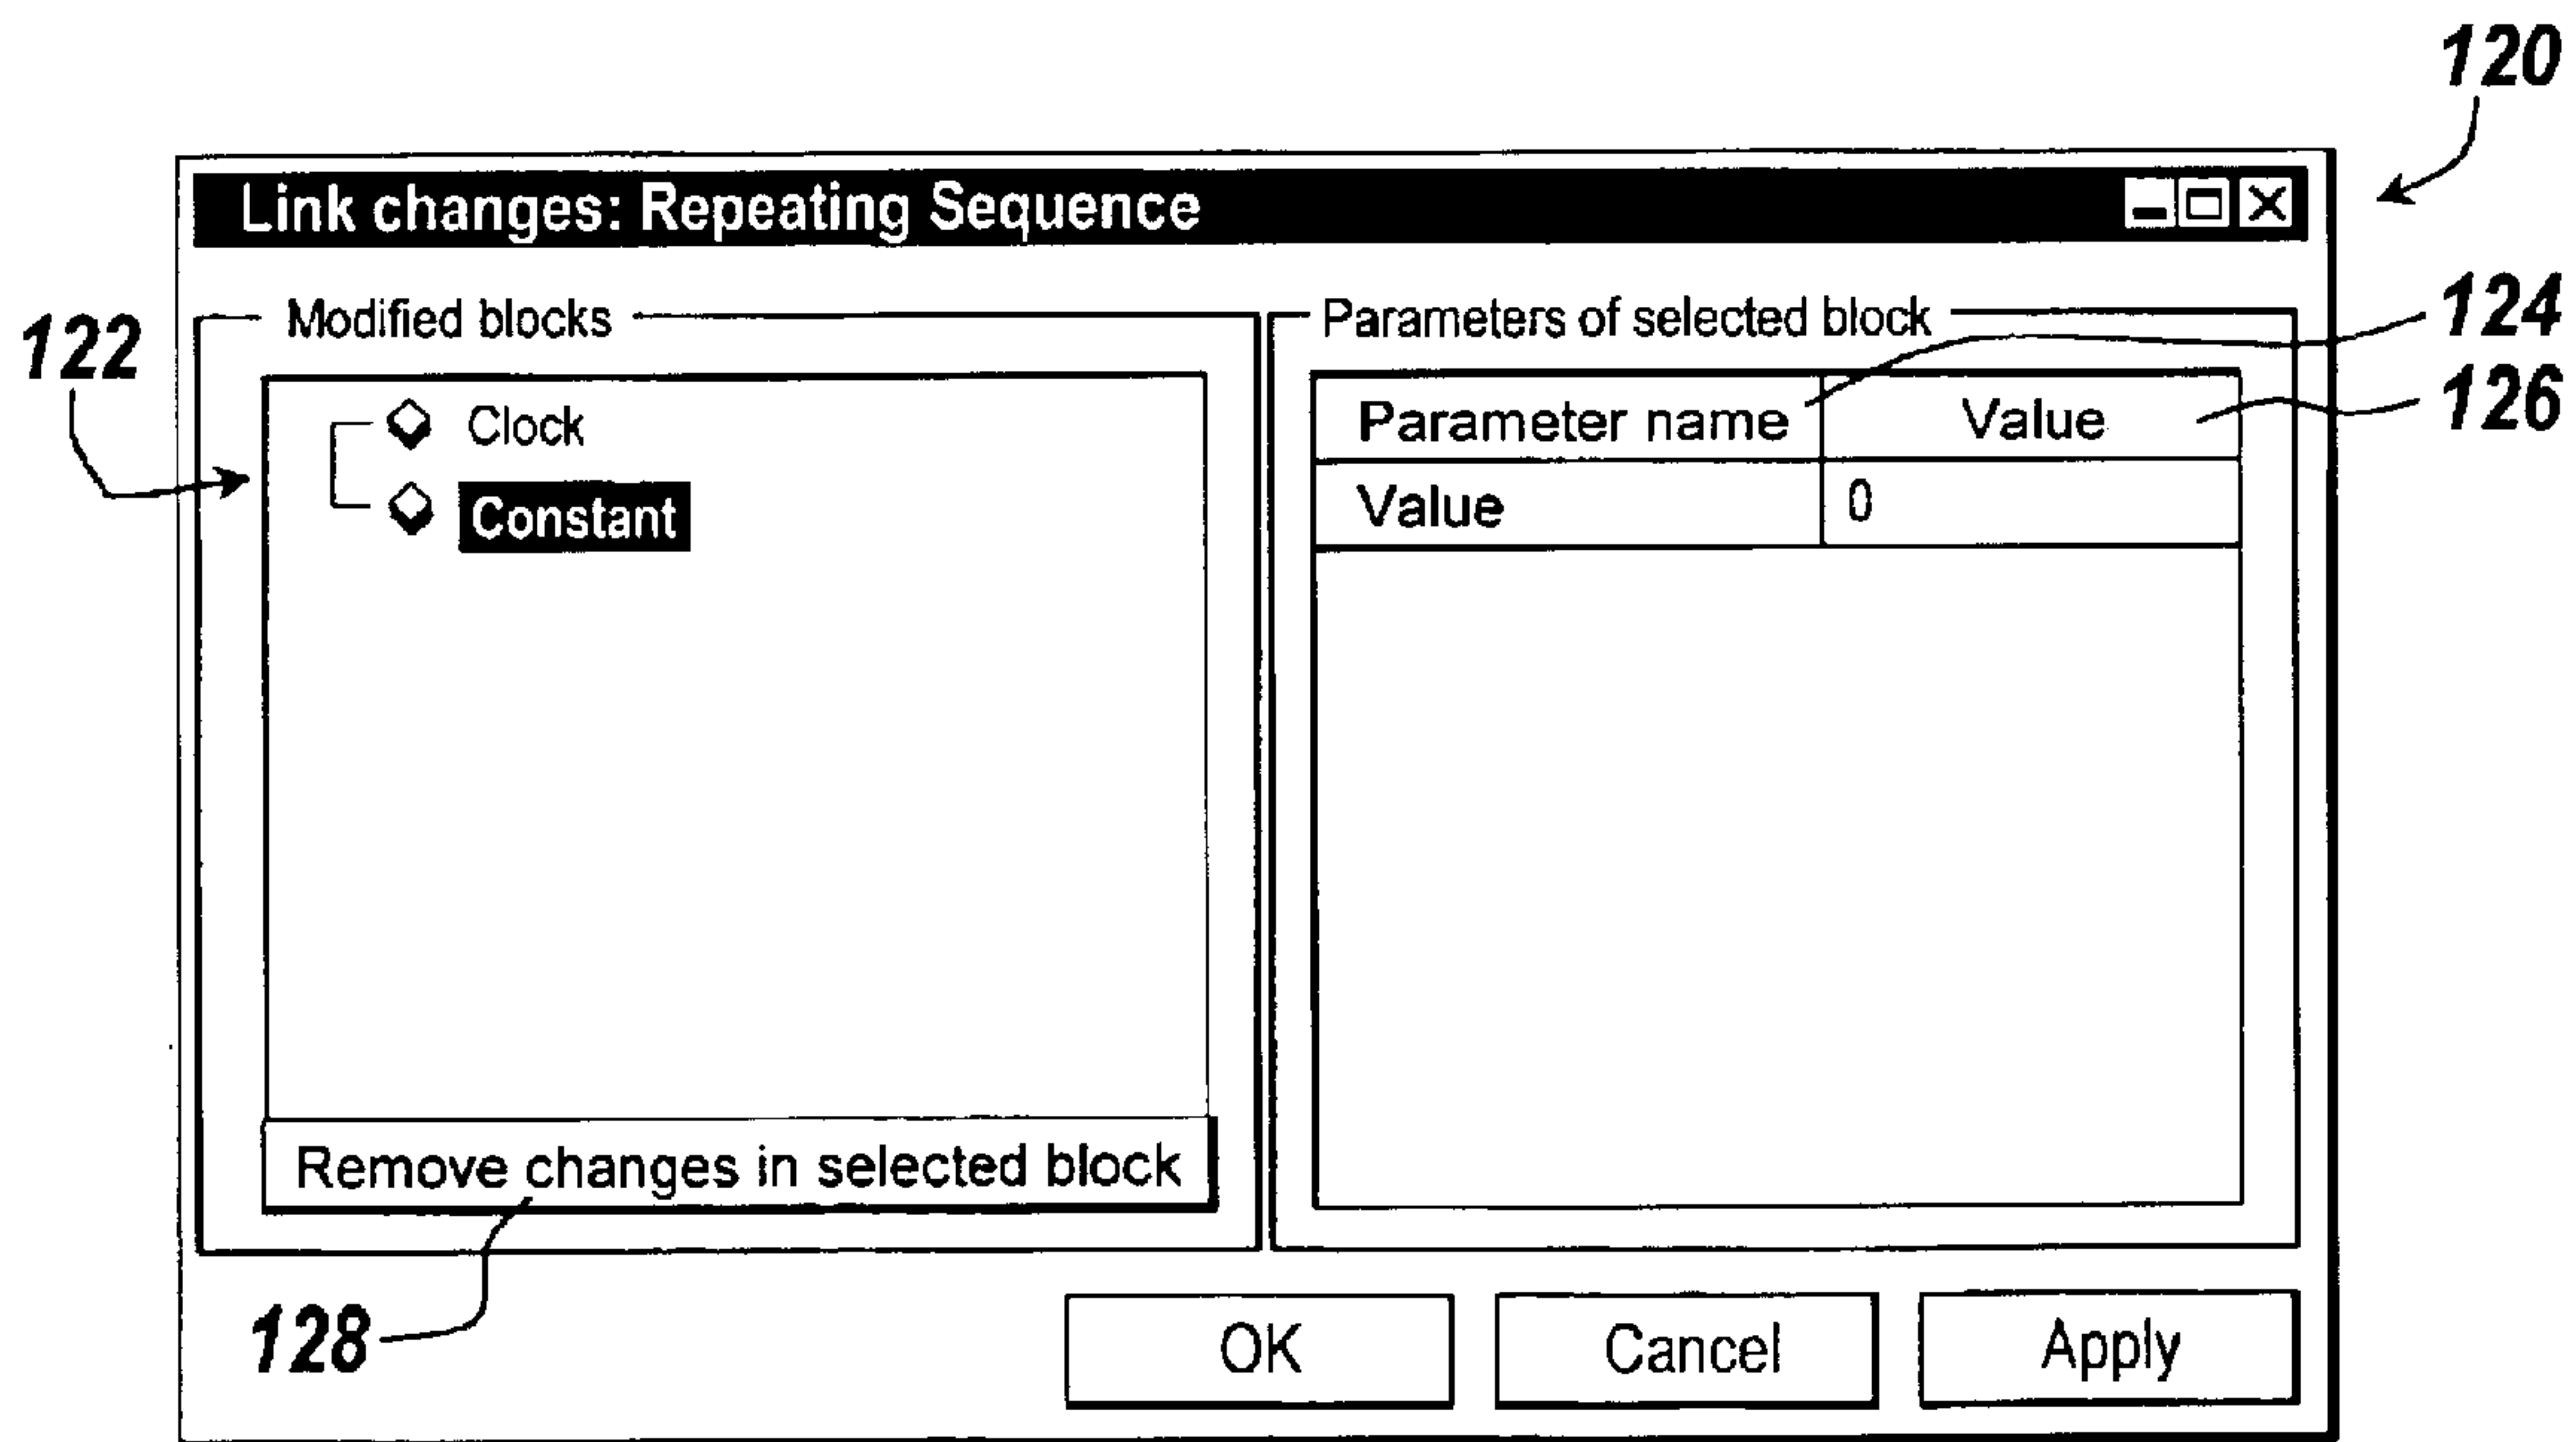 120
Link changes: Repeating Sequence
122
Modified blocks
Clock
Constant
Remove changes in selected block
128
Parameters of selected block
124
Parameter name Value
126
Value 0
OK Cancel Apply